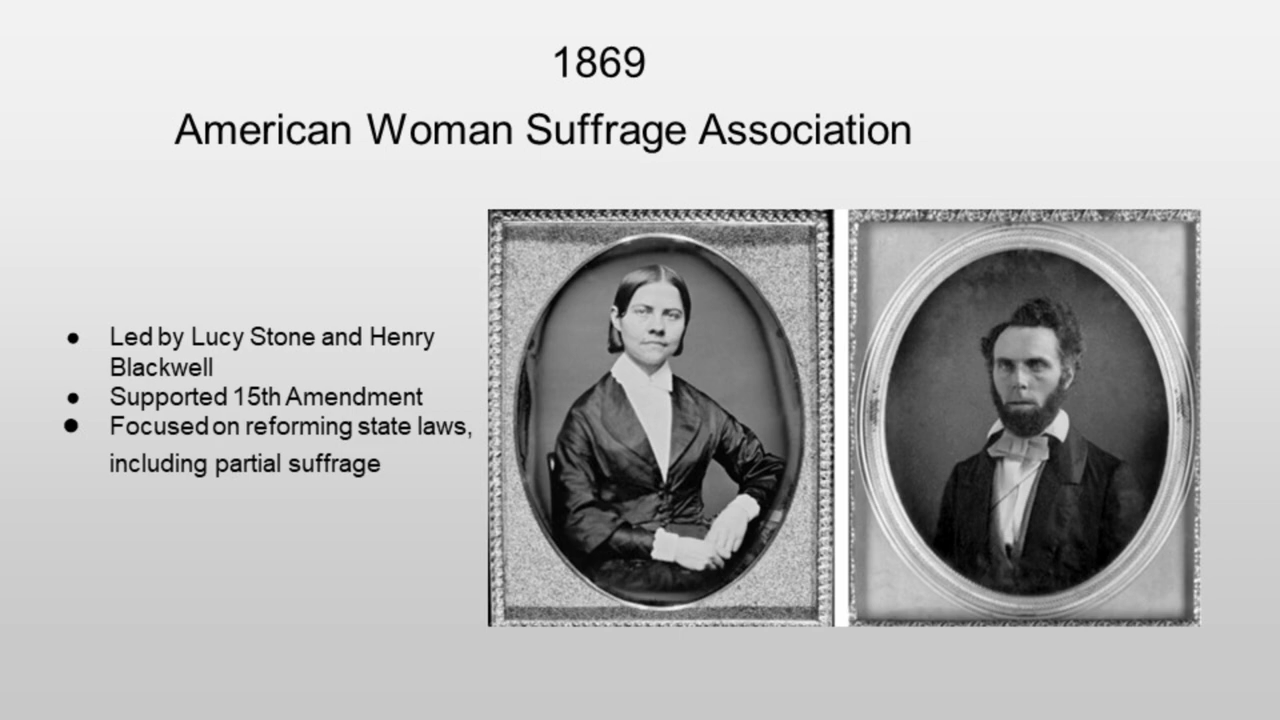 1869
American Woman Suffrage Association
● Led by Lucy Stone and Henry
Blackwell
● Supported 15th Amendment
● Focused on reforming state laws,
including partial suffrage